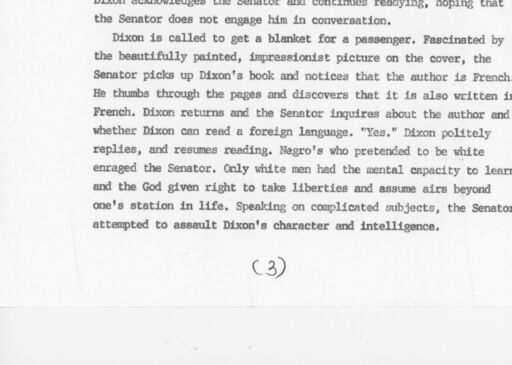 Dixon acknowledges the Senator and continues readying, hoping that
the Senator does not engage him in conversation.
Dixon is called to get a blanket for a passenger. Fascinated by
the beautifully painted, impressionist picture on the cover, the
Senator picks up Dixon's book and notices that the author is French.
He thumbs through the pages and discovers that it is also written in
French. Dixon returns and the Senator inquires about the author and
whether Dixon can read a foreign language. "Yes." Dixon politely
replies, and resumes reading. Negro's who pretended to be white
enraged the Senator. Only white men had the mental capacity to learn
and the God given right to take liberties and assume airs beyond
one's station in life. Speaking on complicated subjects, the Senator
attempted to assault Dixon's character and intelligence.
(3)